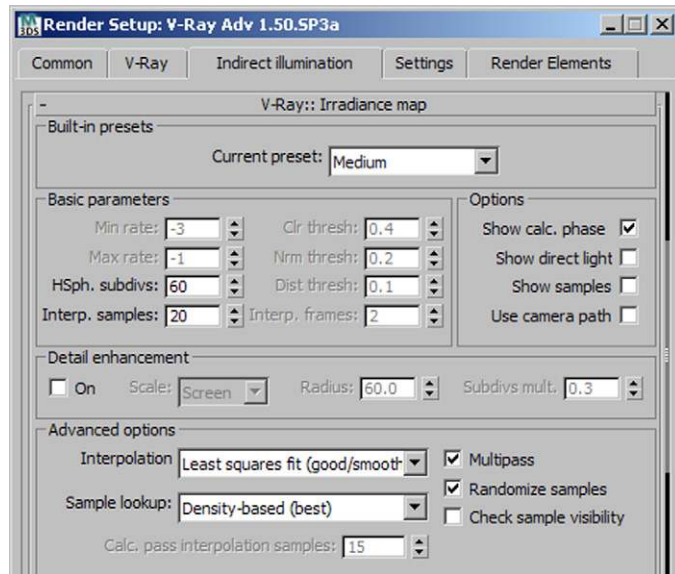 Render Setup: V-Ray Adv 1.50.SP3a
Common V-Ray Indirect illumination Settings Render Elements
- V-Ray:: Irradiance map
Built-in presets
Current preset: Medium
Basic parameters Options
Min rate: -3 Clr thresh: 0.4 Show calc. phase
Max rate: -1 Nrm thresh: 0.2 Show direct light
HSph. subdivs: 60 Dist thresh: 0.1 Show samples
Interp. samples: 20 Interp. frames: 2 Use camera path
Detail enhancement
On Scale: Screen Radius: 60.0 Subdivs mult. 0.3
Advanced options
Interpolation Least squares fit (good/smooth Multipass
Randomize samples
Sample lookup: Density-based (best) Check sample visibility
Calc. pass interpolation samples: 15